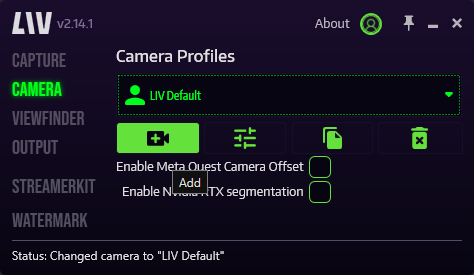 LIV v2.14.1 About
CAPTURE
CAMERA
VIEWFINDER
OUTPUT
STREAMERKIT
WATERMARK
Camera Profiles
LIV Default
Enable Meta Quest Camera Offset
Add
Enable Nvidia RTX segmentation
Status: Changed camera to "LIV Default"